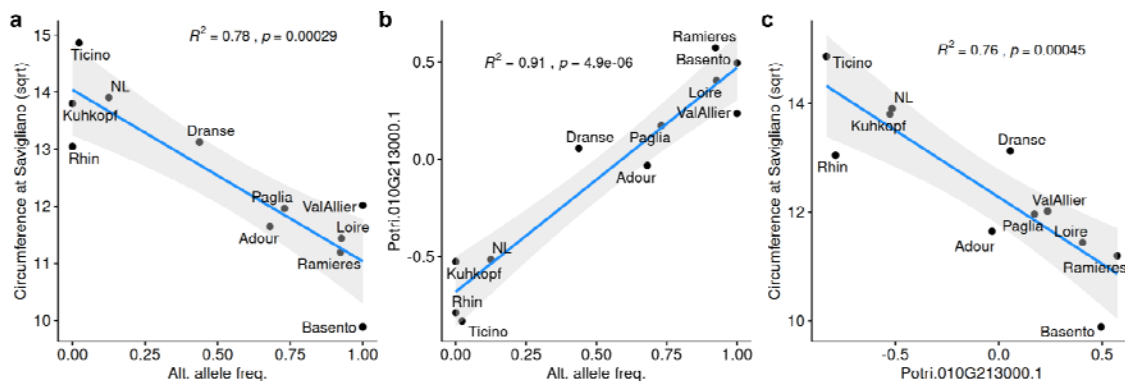 a
R² = 0.78 , p = 0.00029
Circumference at Savigliano (sqrt)
15
14
13
12
11
10
Ticino
NL
Kuhkopf
Rhin
Dranse
Paglia
ValAllier
Adour
Loire
Ramieres
Basento
0.00 0.25 0.50 0.75 1.00
Alt. allele freq.
b
R² = 0.91 , p = 4.9e-06
Potri.010G213000.1
0.5
0.0
-0.5
Ramieres
Basento
Loire
ValAllier
Paglia
Dranse
Adour
NL
Kuhkopf
Rhin
Ticino
0.00 0.25 0.50 0.75 1.00
Alt. allele freq.
c
R² = 0.76 , p = 0.00045
Circumference at Savigliano (sqrt)
14
12
10
Ticino
NL
Kuhkopf
Rhin
Dranse
ValAllier
Paglia
Loire
Adour
Ramieres
Basento
-0.5 0.0 0.5
Potri.010G213000.1